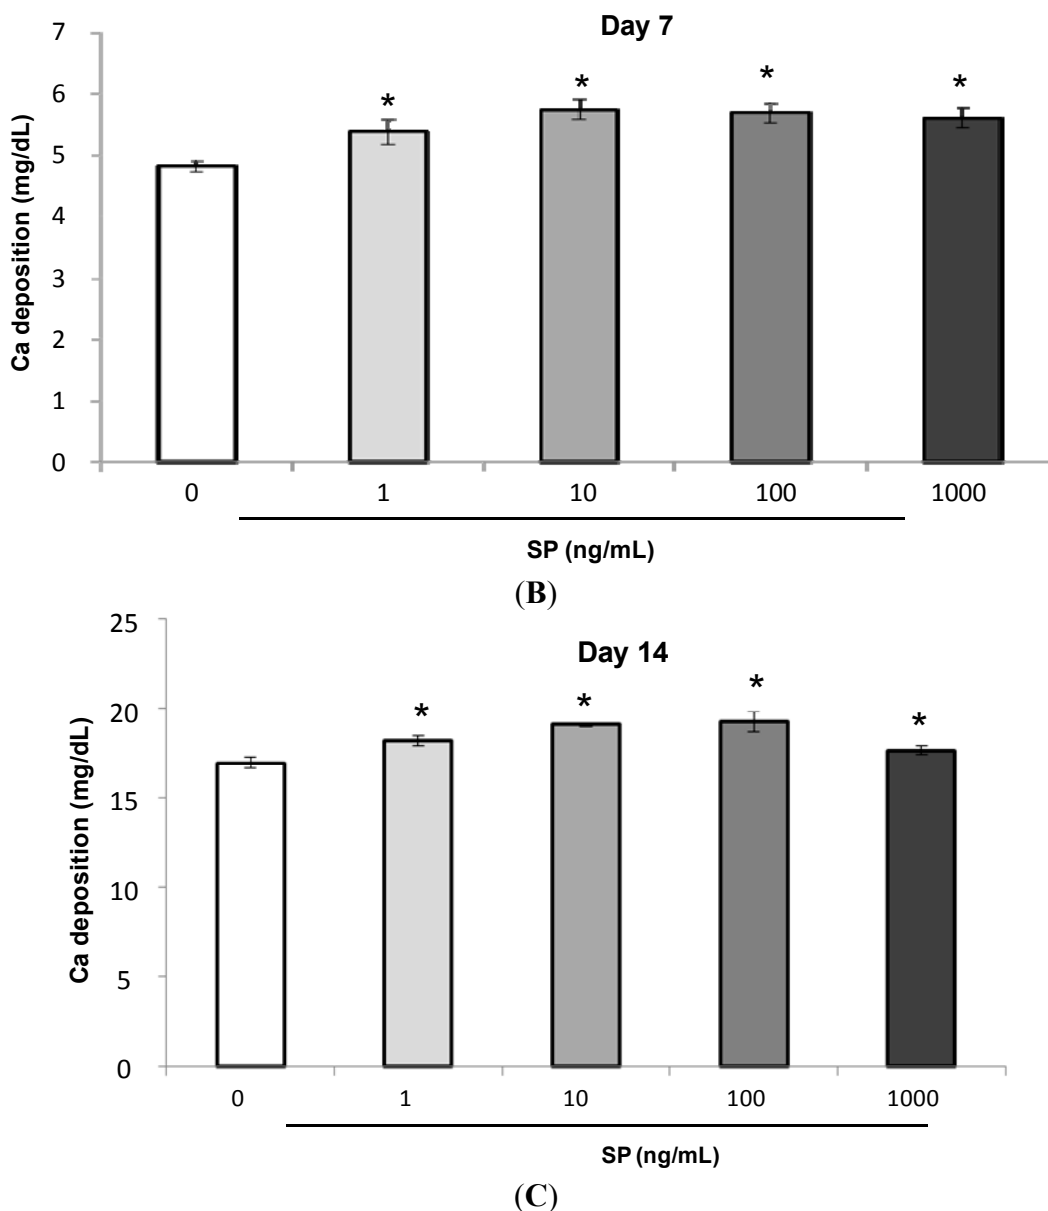 Day 7
Ca deposition (mg/dL)
7
6
5
4
3
2
1
0
* * * *
0 1 10 100 1000
SP (ng/mL)
(B)
Day 14
Ca deposition (mg/dL)
25
20
15
10
5
0
* * * *
0 1 10 100 1000
SP (ng/mL)
(C)